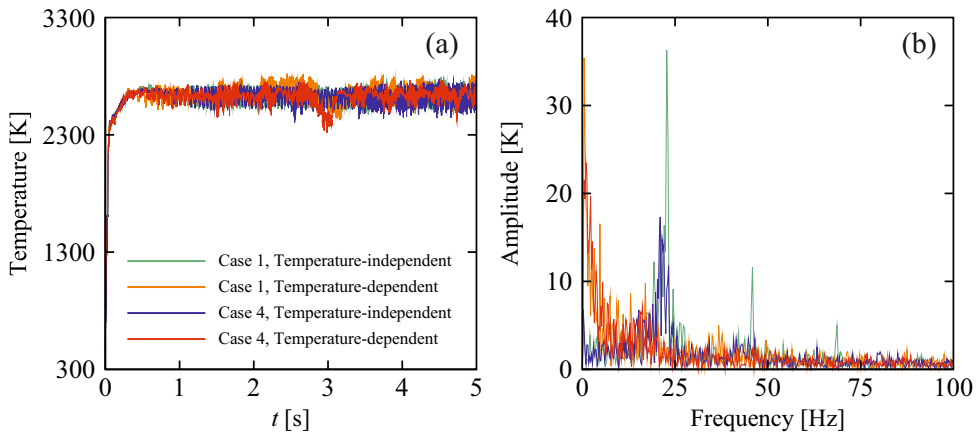 (a)
Temperature [K]
3300
2300
1300
300
Case 1, Temperature-independent
Case 1, Temperature-dependent
Case 4, Temperature-independent
Case 4, Temperature-dependent
0 1 2 3 4 5
t [s]
(b)
Amplitude [K]
40
30
20
10
0
0 25 50 75 100
Frequency [Hz]